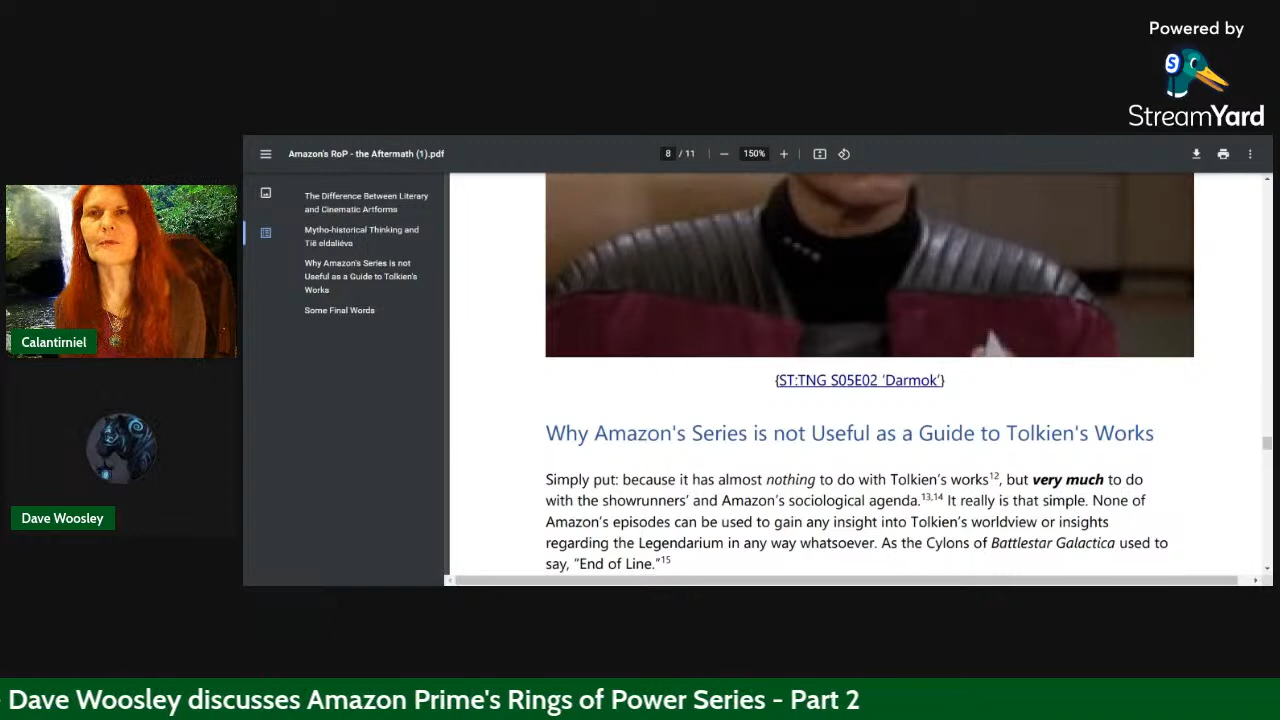 Powered by
S
StreamYard
Amazon's RoP - the Aftermath (1).pdf
8 / 11
150%
The Difference Between Literary
and Cinematic Artforms
Mytho-historical Thinking and
Tië eldaliéva
Why Amazon's Series is not
Useful as a Guide to Tolkien's
Works
Some Final Words
{ST:TNG S05E02 'Darmok'}
Why Amazon's Series is not Useful as a Guide to Tolkien's Works
Simply put: because it has almost nothing to do with Tolkien's works12, but very much to do
with the showrunners' and Amazon's sociological agenda.13,14 It really is that simple. None of
Amazon's episodes can be used to gain any insight into Tolkien's worldview or insights
regarding the Legendarium in any way whatsoever. As the Cylons of Battlestar Galactica used to
say, "End of Line."15
Calantirniel
Dave Woosley
Dave Woosley discusses Amazon Prime's Rings of Power Series - Part 2